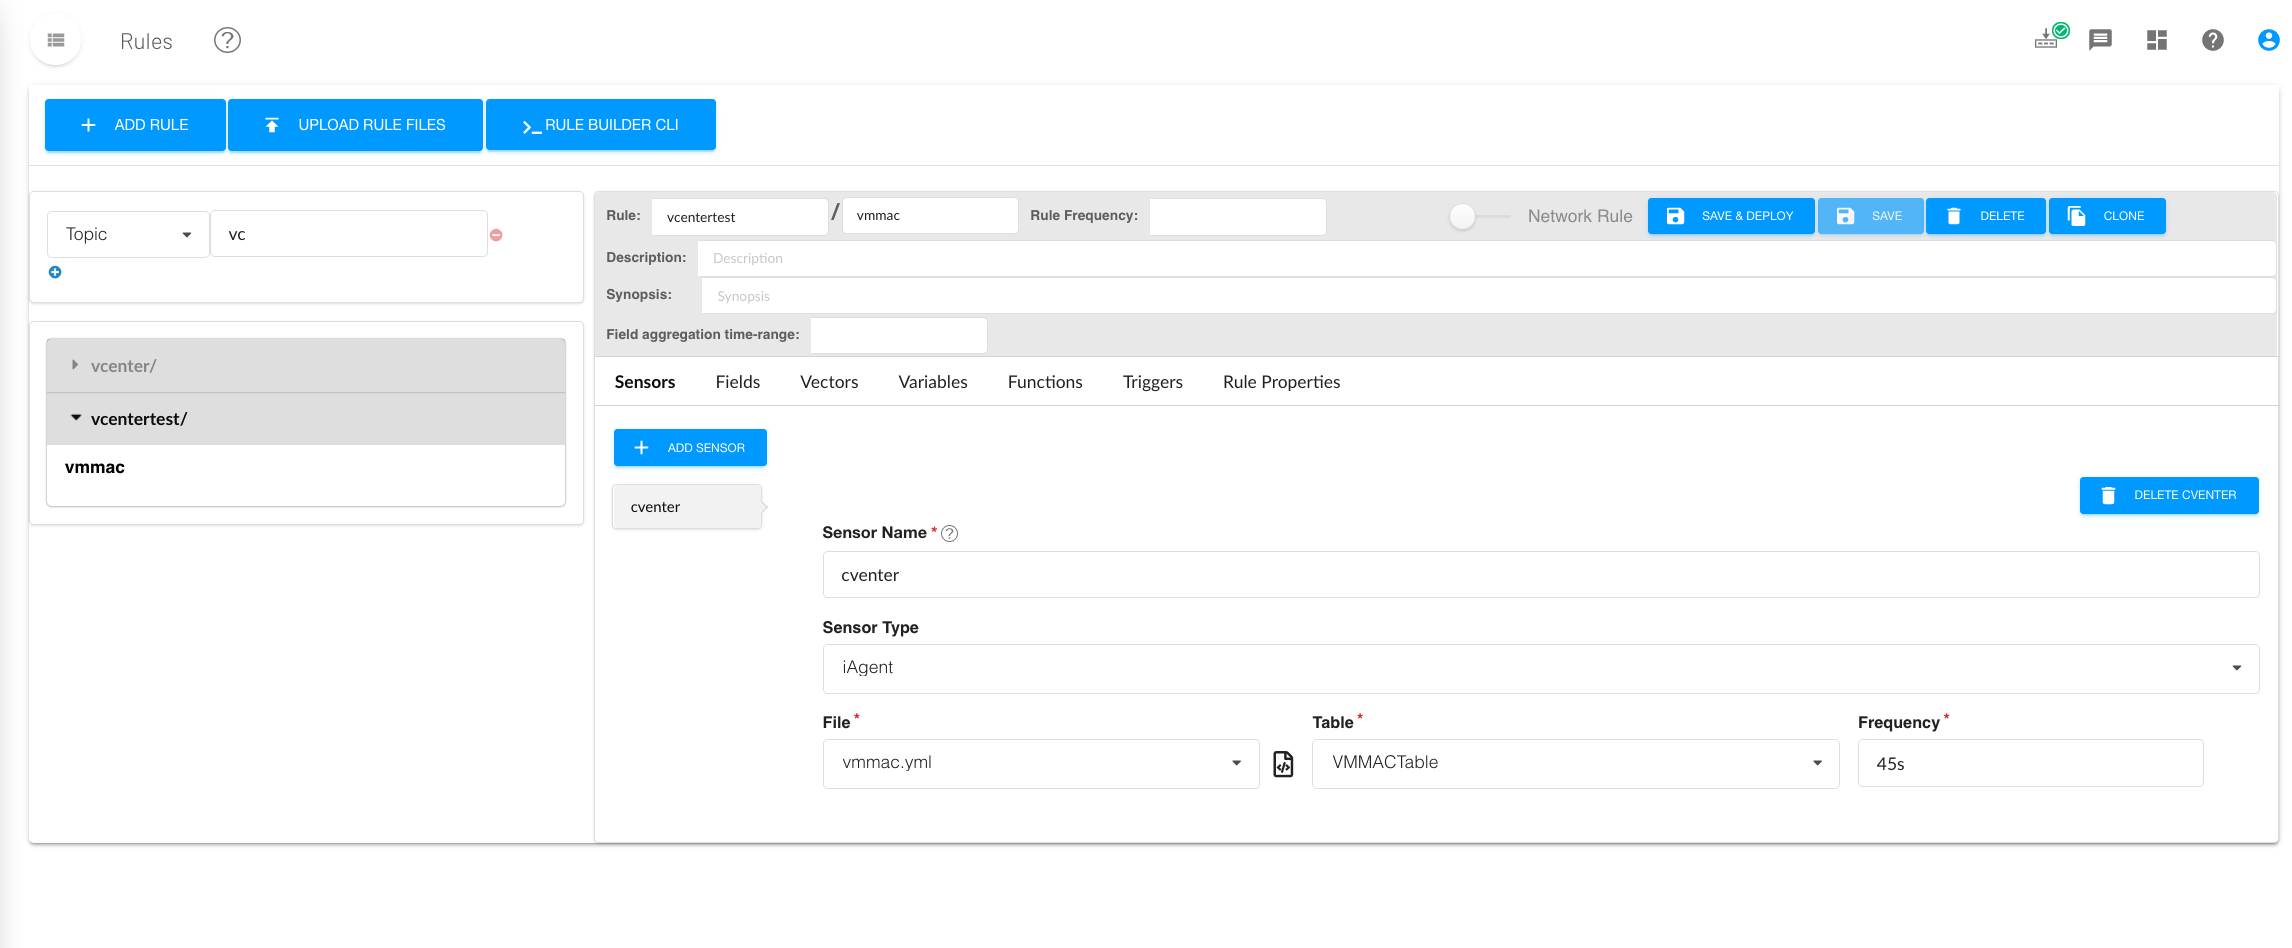 Rules
ADD RULE
UPLOAD RULE FILES
RULE BUILDER CLI
Topic
vc
vcenter/
vcentertest/
vmmac
Rule: vcentertest / vmmac Rule Frequency: Network Rule SAVE & DEPLOY SAVE DELETE CLONE
Description: Description
Synopsis: Synopsis
Field aggregation time-range:
Sensors Fields Vectors Variables Functions Triggers Rule Properties
ADD SENSOR
cventer
DELETE CVENTER
Sensor Name *
cventer
Sensor Type
iAgent
File * Table * Frequency *
vmmac.yml VMMACTable 45s